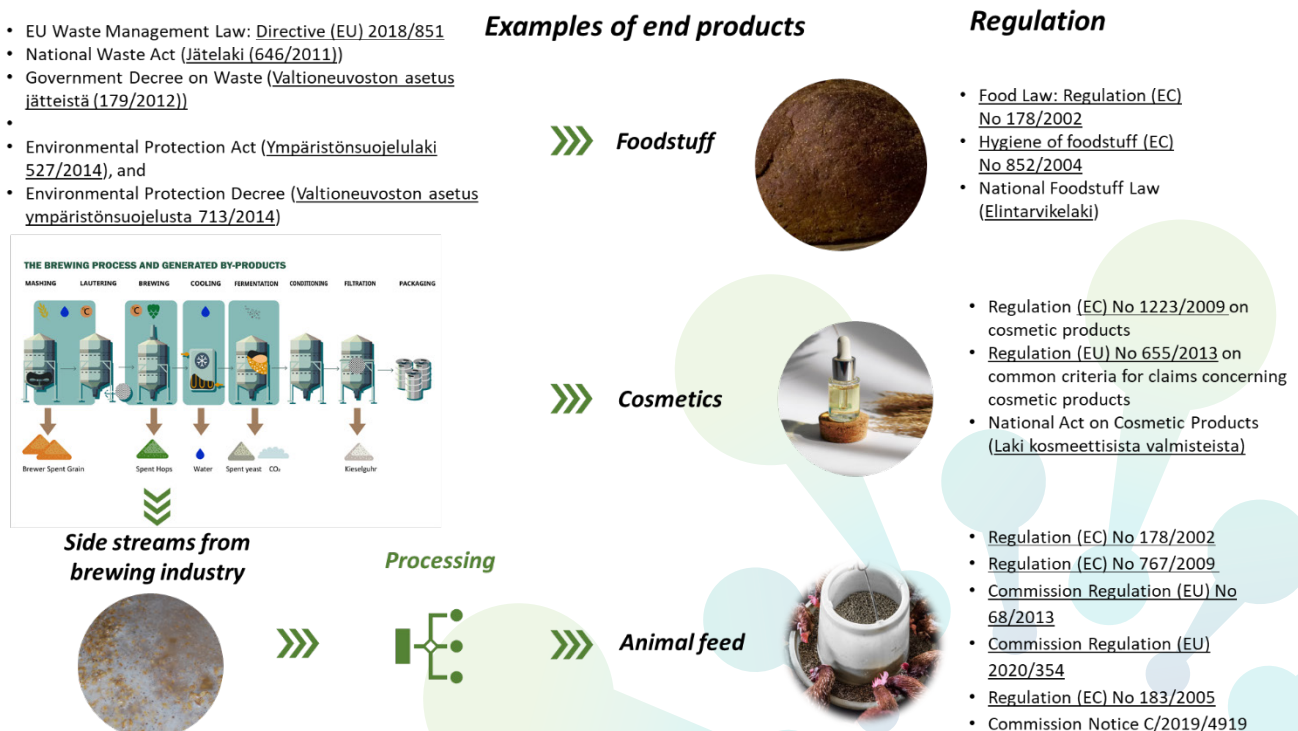 • EU Waste Management Law: Directive (EU) 2018/851
• National Waste Act (Jätelaki (646/2011))
• Government Decree on Waste (Valtioneuvoston asetus
jätteistä (179/2012))
•
• Environmental Protection Act (Ympäristönsuojelulaki
527/2014), and
• Environmental Protection Decree (Valtioneuvoston asetus
ympäristönsuojelusta 713/2014)
THE BREWING PROCESS AND GENERATED BY-PRODUCTS
MASHING LAUTERING BREWING COOLING FERMENTATION CONDITIONING FILTRATION PACKAGING
°C °C
Brewer Spent Grain Spent Hops Water Spent yeast CO₂ Kieselguhr
Side streams from
brewing industry
Processing
Examples of end products
Foodstuff
Cosmetics
Animal feed
Regulation
• Food Law: Regulation (EC)
No 178/2002
• Hygiene of foodstuff (EC)
No 852/2004
• National Foodstuff Law
(Elintarvikelaki)
• Regulation (EC) No 1223/2009 on
cosmetic products
• Regulation (EU) No 655/2013 on
common criteria for claims concerning
cosmetic products
• National Act on Cosmetic Products
(Laki kosmeettisista valmisteista)
• Regulation (EC) No 178/2002
• Regulation (EC) No 767/2009
• Commission Regulation (EU) No
68/2013
• Commission Regulation (EU)
2020/354
• Regulation (EC) No 183/2005
• Commission Notice C/2019/4919